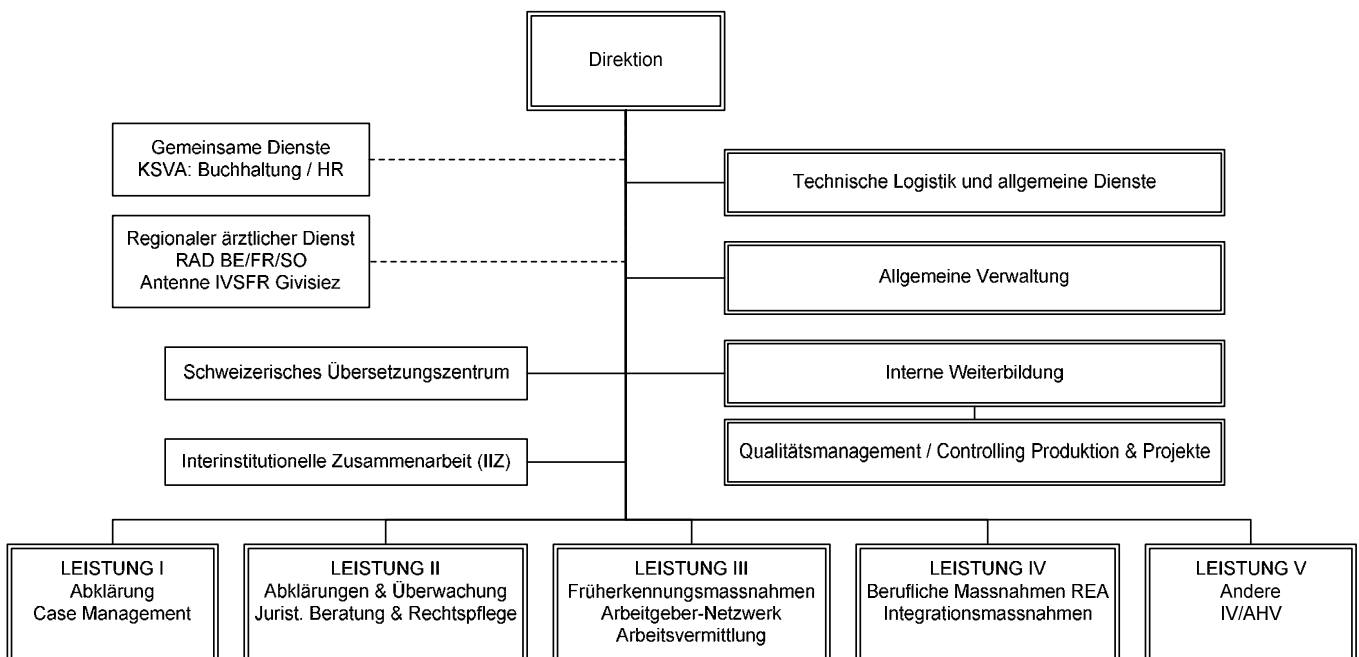 Direktion
Gemeinsame Dienste
KSVA: Buchhaltung / HR
Technische Logistik und allgemeine Dienste
Regionaler ärztlicher Dienst
RAD BE/FR/SO
Antenne IVSFR Givisiez
Allgemeine Verwaltung
Schweizerisches Übersetzungszentrum
Interne Weiterbildung
Interinstitutionelle Zusammenarbeit (IIZ)
Qualitätsmanagement / Controlling Produktion & Projekte
LEISTUNG I
Abklärung
Case Management
LEISTUNG II
Abklärungen & Überwachung
Jurist. Beratung & Rechtspflege
LEISTUNG III
Früherkennungsmassnahmen
Arbeitgeber-Netzwerk
Arbeitsvermittlung
LEISTUNG IV
Berufliche Massnahmen REA
Integrationsmassnahmen
LEISTUNG V
Andere
IV/AHV